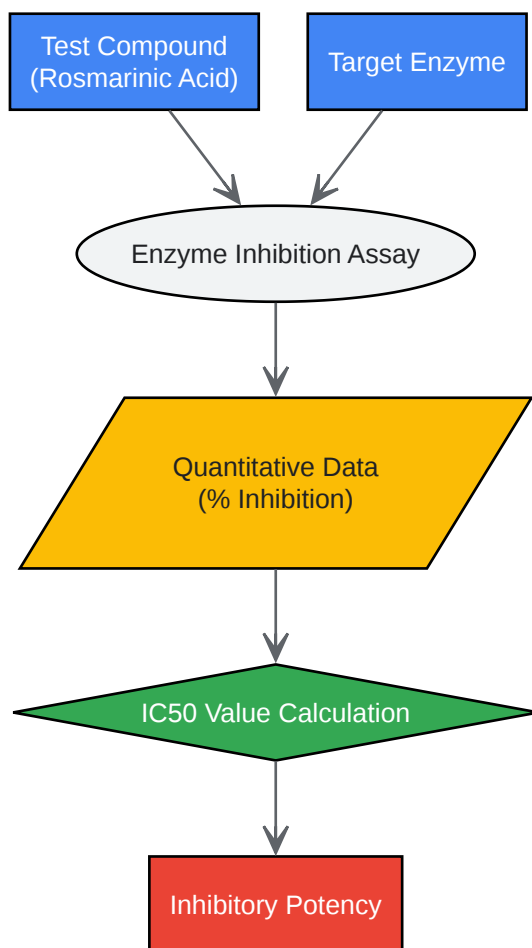 Test Compound
(Rosmarinic Acid)
Target Enzyme
Enzyme Inhibition Assay
Quantitative Data
(% Inhibition)
IC50 Value Calculation
Inhibitory Potency